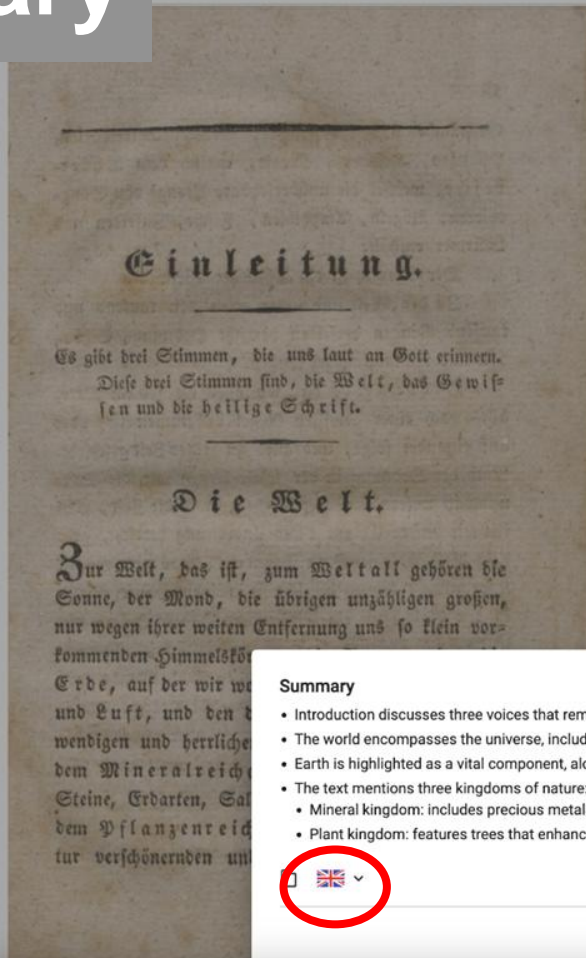 ary
Einleitung.
Es gibt drei Stimmen, die uns laut an Gott erinnern.
Diese drei Stimmen sind, die Welt, das Gewis=
sen und die heilige Schrift.
Die Welt.
Zur Welt, das ist, zum Weltall gehören die
Sonne, der Mond, die übrigen unzähligen großen,
nur wegen ihrer weiten Entfernung uns so klein vor=
kommenden Himmelskör
Erde, auf der wir wo
und Luft, und den
wendigen und herrliche
dem Mineralreich
Steine, Erdarten, Sal
dem Pflanzenreich
tur verschönernden un
Summary
• Introduction discusses three voices that rem
• The world encompasses the universe, includ
• Earth is highlighted as a vital component, alo
• The text mentions three kingdoms of nature:
• Mineral kingdom: includes precious metal
• Plant kingdom: features trees that enhanc